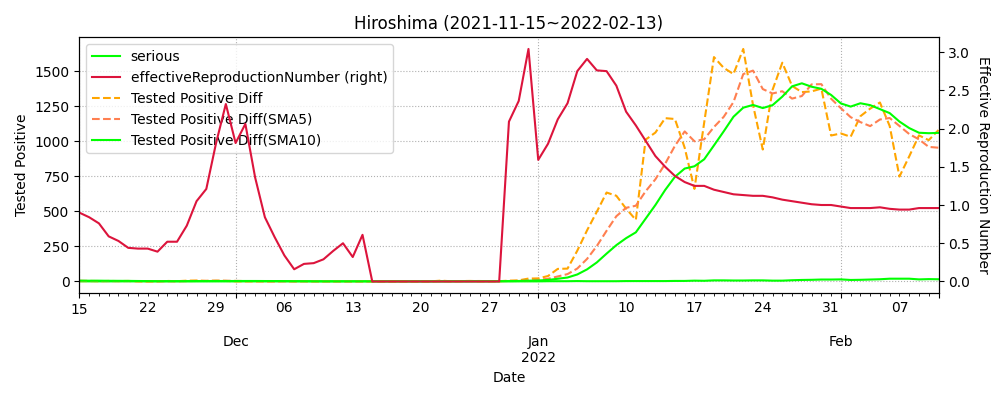 Hiroshima (2021-11-15~2022-02-13)
serious
effectiveReproductionNumber (right)
Tested Positive Diff
Tested Positive Diff(SMA5)
Tested Positive Diff(SMA10)
Tested Positive
1500
1250
1000
750
500
250
0
Effective Reproduction Number
3.0
2.5
2.0
1.5
1.0
0.5
0.0
15 22 29 06 13 20 27 03 10 17 24 31 07
Dec Jan Feb
2022
Date